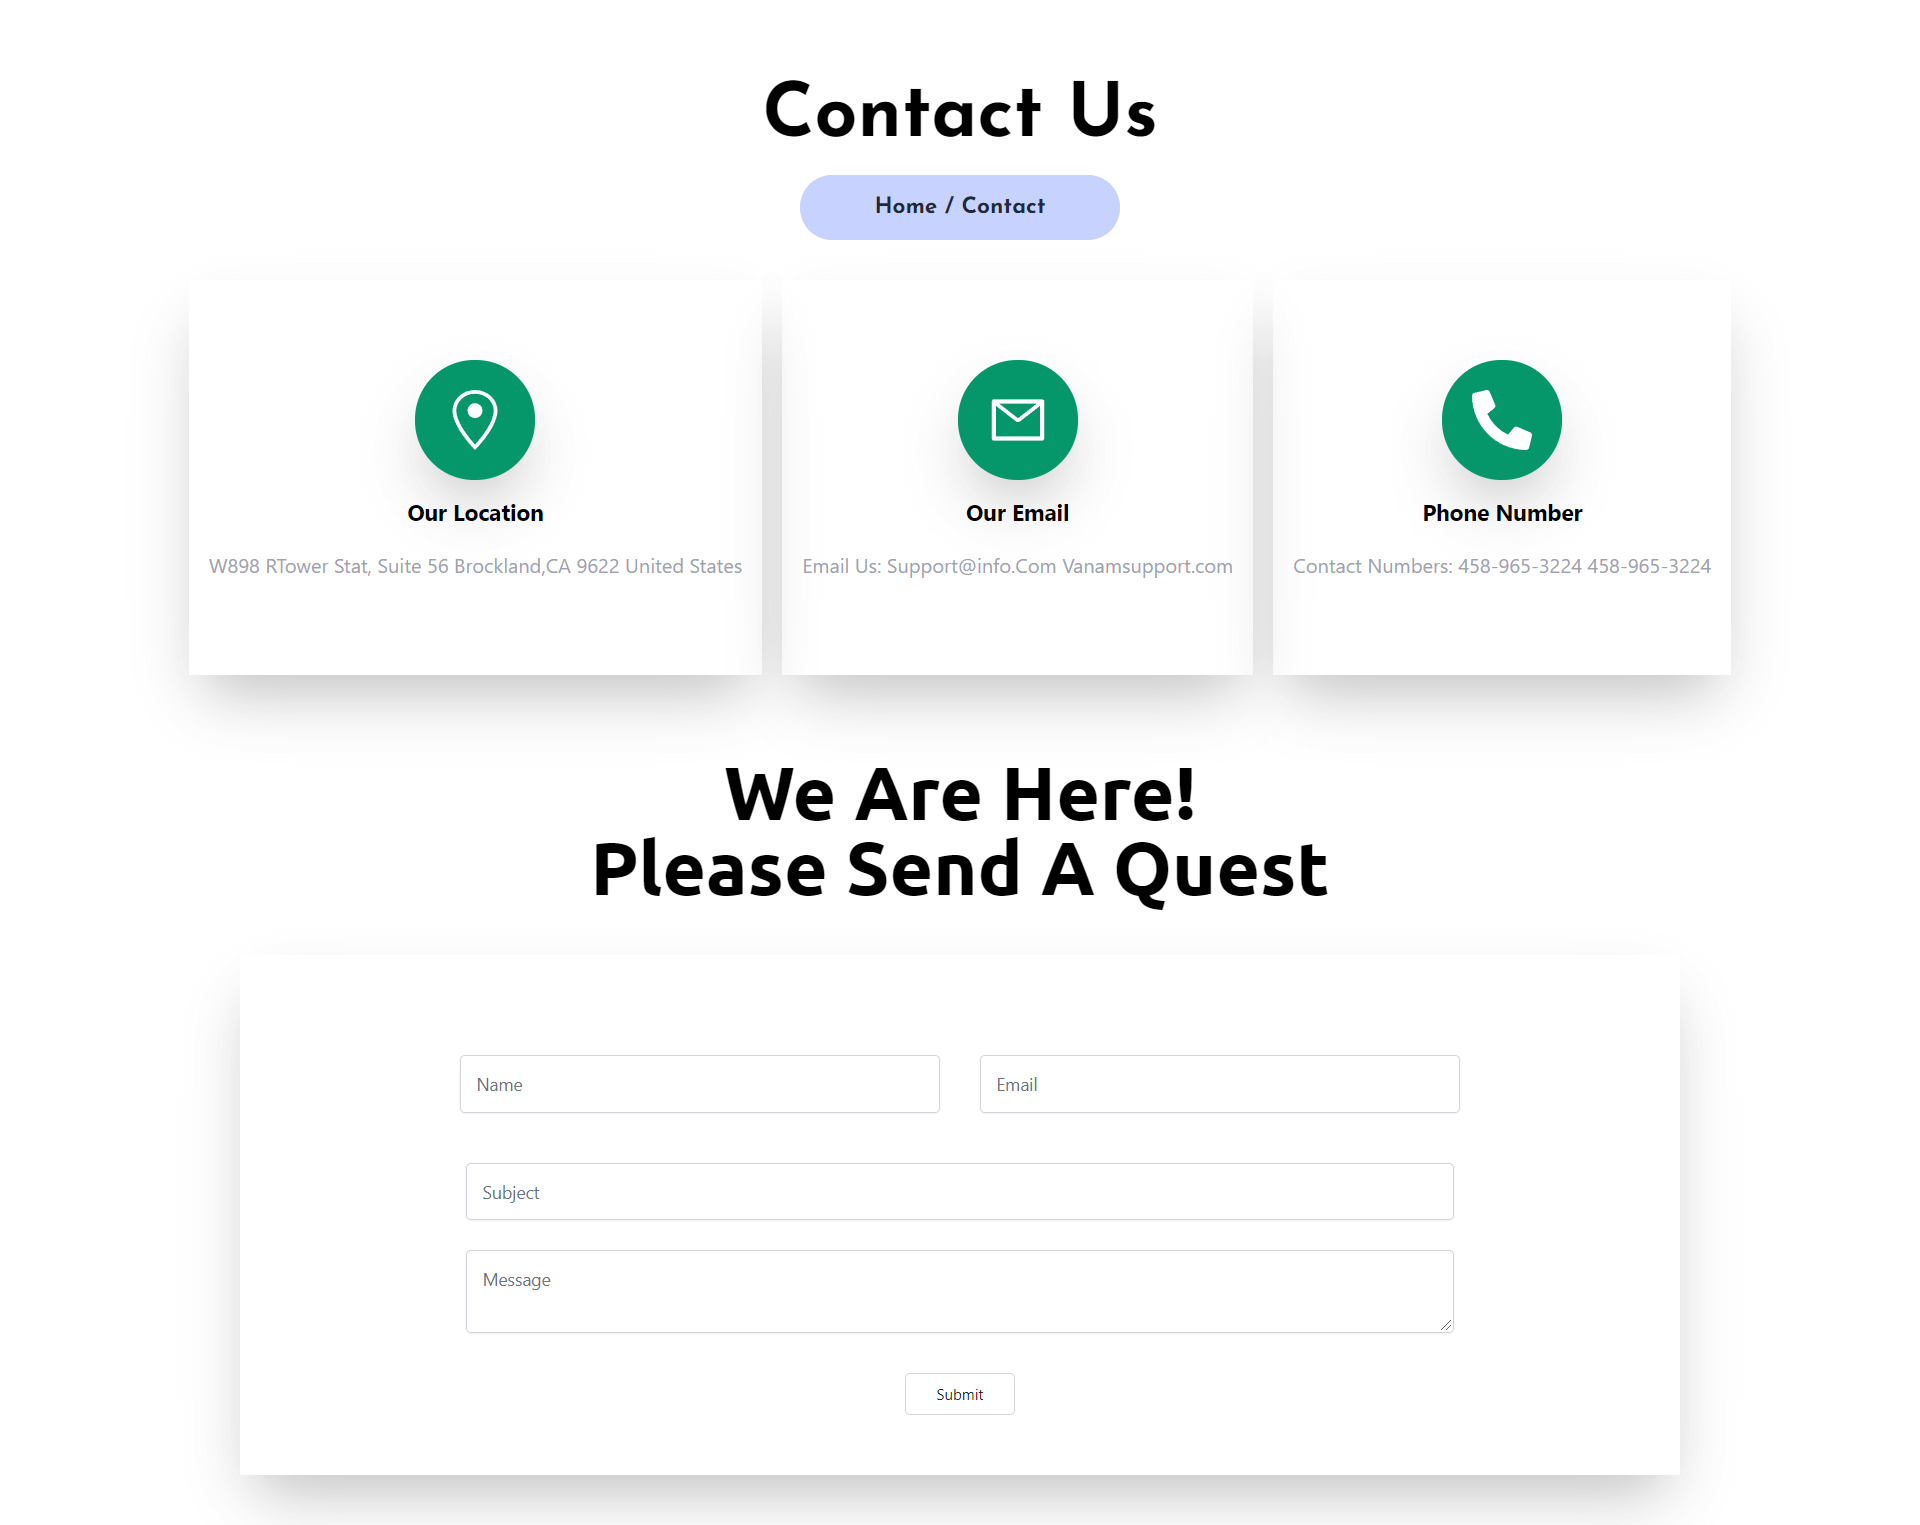 Contact Us
Home / Contact
Our Location
W898 RTower Stat, Suite 56 Brockland,CA 9622 United States
Our Email
Email Us: Support@info.Com Vanamsupport.com
Phone Number
Contact Numbers: 458-965-3224 458-965-3224
We Are Here!
Please Send A Quest
Name
Email
Subject
Message
Submit